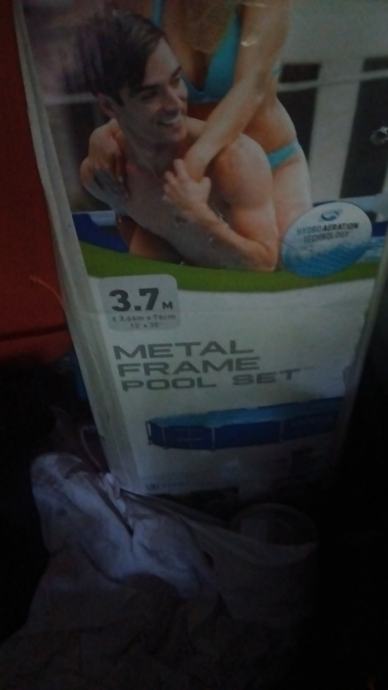 HYDROAERATION
TECHNOLOGY
3.7M
METAL
FRAME
POOL SET